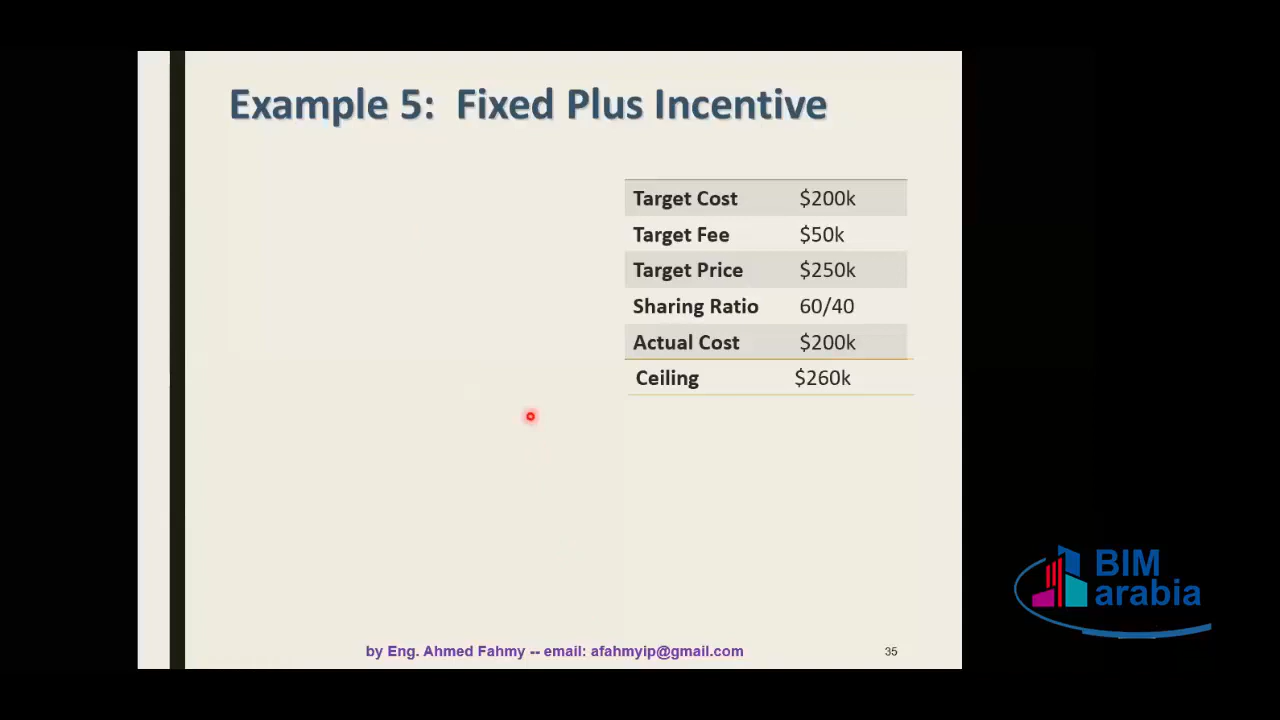 Example 5: Fixed Plus Incentive
Target Cost $200k
Target Fee $50k
Target Price $250k
Sharing Ratio 60/40
Actual Cost $200k
Ceiling $260k
BIM
arabia
by Eng. Ahmed Fahmy -- email: afahmyip@gmail.com 35